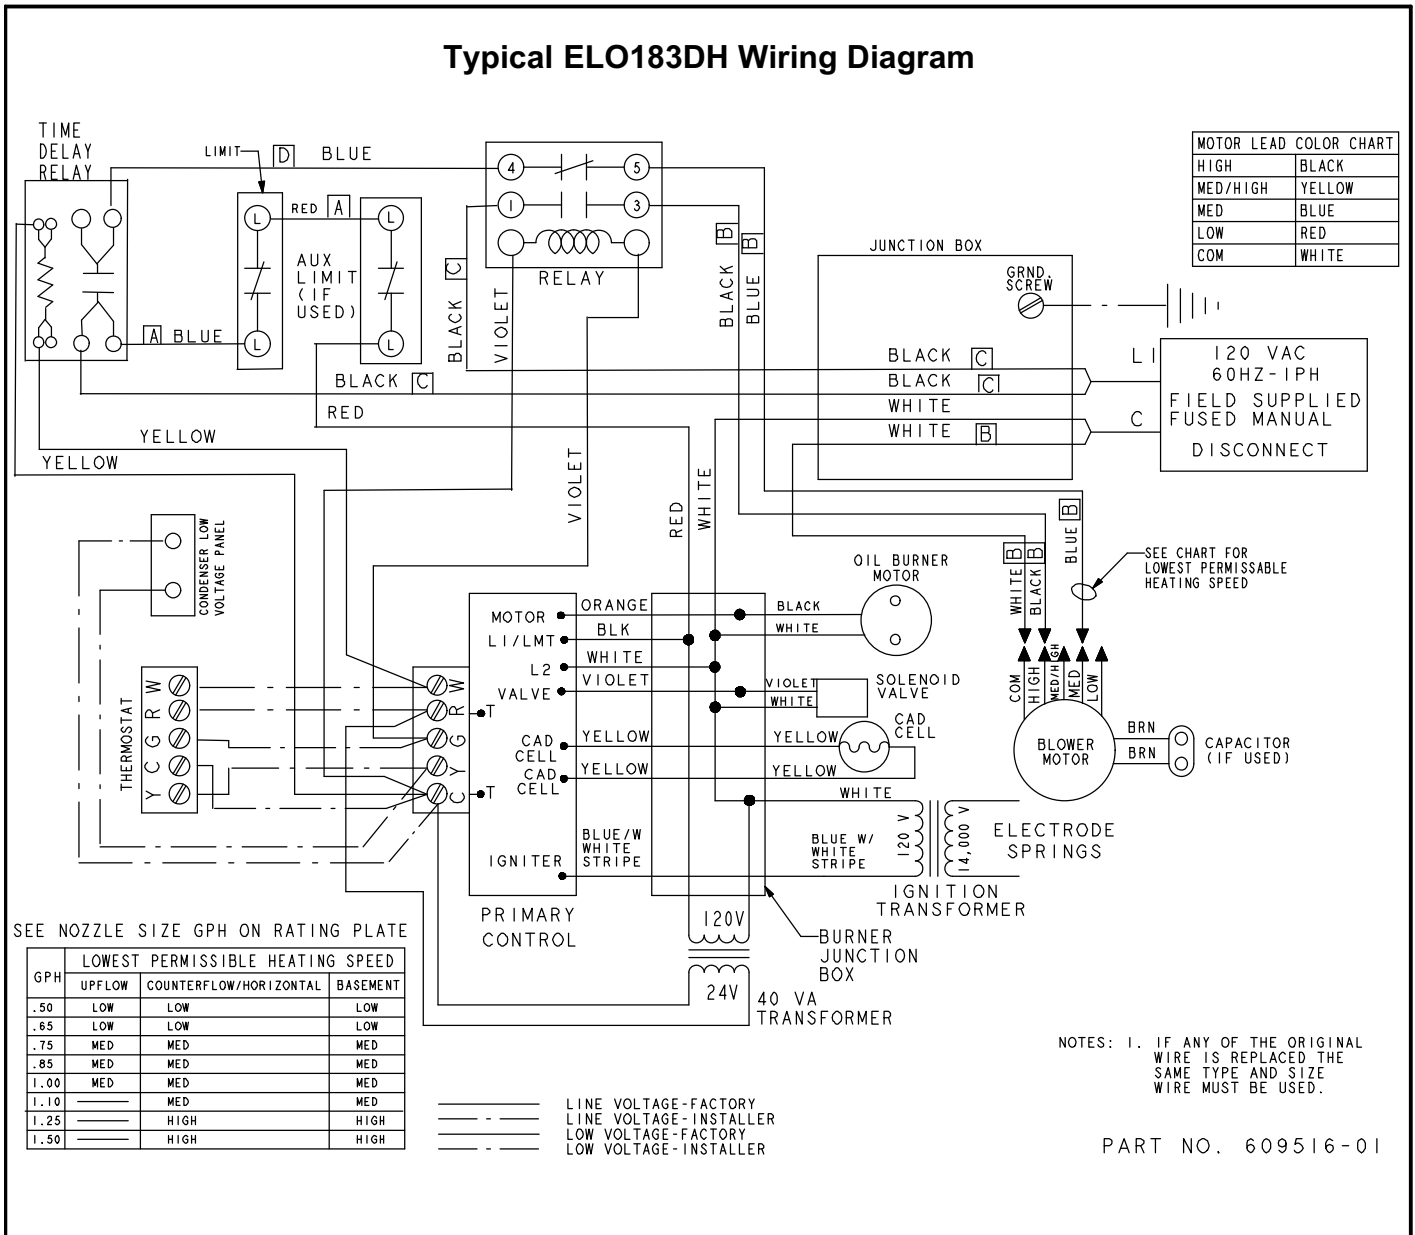 Typical ELO183DH Wiring Diagram
TIME
DELAY
RELAY
LIMIT
D BLUE
RED A
AUX
LIMIT
(IF
USED)
A BLUE
4
5
1
3
RELAY
L
L
L
L
BLACK C
VIOLET
BLACK B
BLUE B
JUNCTION BOX
GRND.
SCREW
MOTOR LEAD COLOR CHART
HIGH BLACK
MED/HIGH YELLOW
MED BLUE
LOW RED
COM WHITE
BLACK C
BLACK C
WHITE
WHITE B
L1
C
120 VAC
60HZ-1PH
FIELD SUPPLIED
FUSED MANUAL
DISCONNECT
BLACK C
RED
YELLOW
YELLOW
VIOLET
RED
WHITE
CONDENSER LOW
VOLTAGE PANEL
THERMOSTAT
W
R
G
C
Y
W
R
G
Y
C
T
T
MOTOR
L1/LMT
L2
VALVE
CAD
CELL
CAD
CELL
IGNITER
PRIMARY
CONTROL
ORANGE
BLK
WHITE
VIOLET
YELLOW
YELLOW
BLUE/W
WHITE
STRIPE
OIL BURNER
MOTOR
BLACK
WHITE
VIOLET
WHITE
SOLENOID
VALVE
CAD
CELL
YELLOW
YELLOW
WHITE
BLUE W/
WHITE
STRIPE
120 V
14,000 V
ELECTRODE
SPRINGS
IGNITION
TRANSFORMER
BURNER
JUNCTION
BOX
120V
24V
40 VA
TRANSFORMER
WHITE B
BLACK B
BLUE B
SEE CHART FOR
LOWEST PERMISSABLE
HEATING SPEED
COM
HIGH
MED/HIGH
MED
LOW
BLOWER
MOTOR
BRN
BRN
CAPACITOR
(IF USED)
SEE NOZZLE SIZE GPH ON RATING PLATE
GPH LOWEST PERMISSIBLE HEATING SPEED
UPFLOW COUNTERFLOW/HORIZONTAL BASEMENT
.50 LOW LOW LOW
.65 LOW LOW LOW
.75 MED MED MED
.85 MED MED MED
1.00 MED MED MED
1.10 —— MED MED
1.25 —— HIGH HIGH
1.50 —— HIGH HIGH
LINE VOLTAGE-FACTORY
LINE VOLTAGE-INSTALLER
LOW VOLTAGE-FACTORY
LOW VOLTAGE-INSTALLER
NOTES: 1. IF ANY OF THE ORIGINAL
WIRE IS REPLACED THE
SAME TYPE AND SIZE
WIRE MUST BE USED.
PART NO. 609516-01